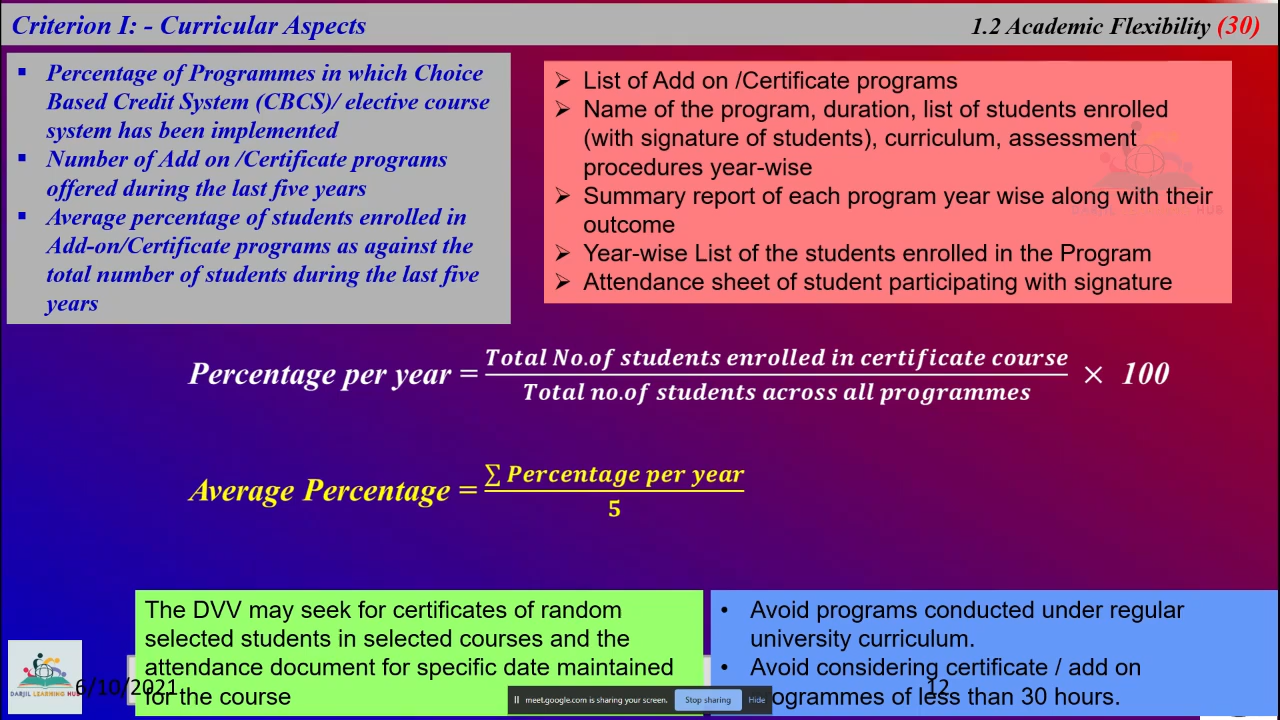 Criterion I: - Curricular Aspects
1.2 Academic Flexibility (30)
▪ Percentage of Programmes in which Choice
Based Credit System (CBCS)/ elective course
system has been implemented
▪ Number of Add on /Certificate programs
offered during the last five years
▪ Average percentage of students enrolled in
Add-on/Certificate programs as against the
total number of students during the last five
years
➢ List of Add on /Certificate programs
➢ Name of the program, duration, list of students enrolled
(with signature of students), curriculum, assessment
procedures year-wise
➢ Summary report of each program year wise along with their
outcome
➢ Year-wise List of the students enrolled in the Program
➢ Attendance sheet of student participating with signature
Total No.of students enrolled in certificate course
Percentage per year = × 100
Total no.of students across all programmes
∑ Percentage per year
Average Percentage =
5
The DVV may seek for certificates of random
selected students in selected courses and the
attendance document for specific date maintained
for the course
• Avoid programs conducted under regular
university curriculum.
• Avoid considering certificate / add on
rogrammes of less than 30 hours.
DARJIL LEARNING HUB
6/10/2021
12
meet.google.com is sharing your screen.
Stop sharing
Hide